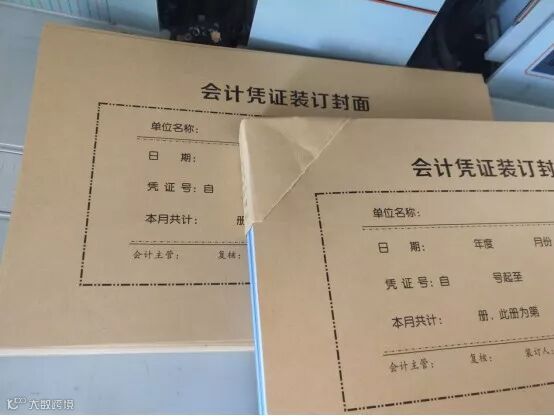 会计凭证装订封面
单位名称：
日 期：
凭 证 号：自
本月共计： 册
会计主管： 复核：
会计凭证装订封
单位名称：
日 期： 年度 月份
凭 证 号：自 号起至
本月共计： 册，此册为第
会计主管： 复核： 装订人：
大数跨境